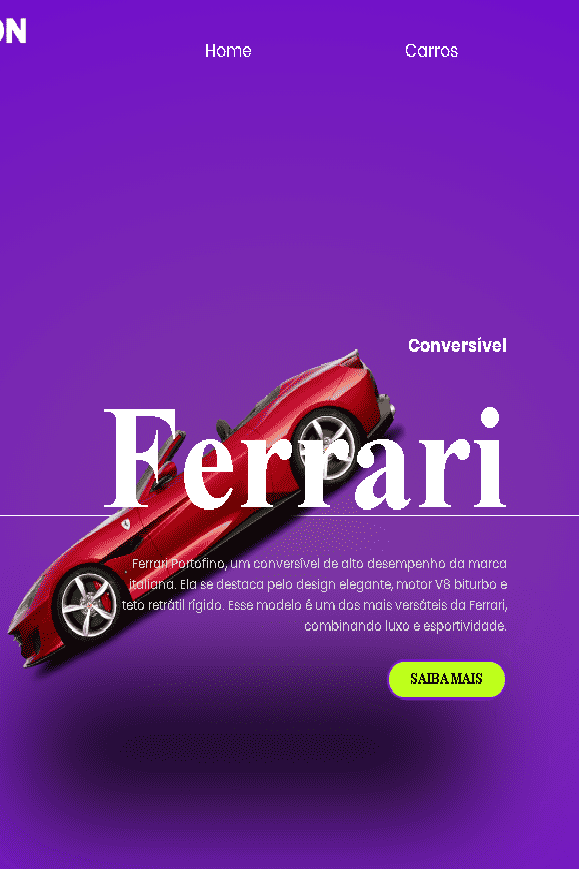 ON
Home
Carros
Conversível
Ferrari
Ferrari Portofino, um conversível de alto desempenho da marca
italiana. Ela se destaca pelo design elegante, motor V8 biturbo e
teto retrátil rígido. Esse modelo é um dos mais versáteis da Ferrari,
combinando luxo e esportividade.
SAIBA MAIS